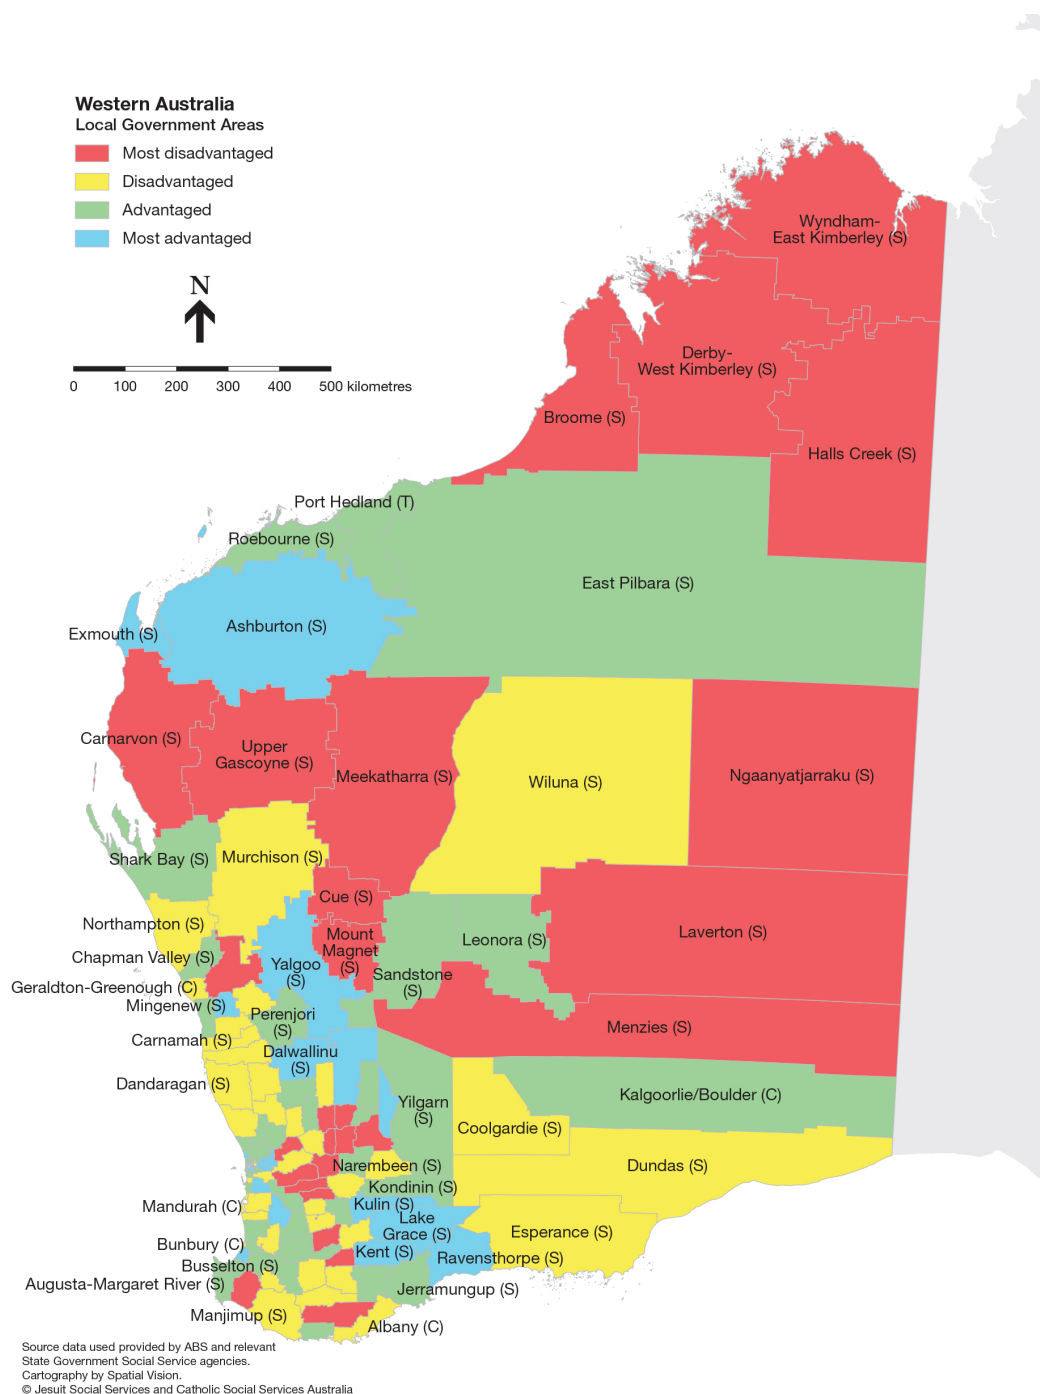 Western Australia
Local Government Areas
Most disadvantaged
Disadvantaged
Advantaged
Most advantaged
N
0 100 200 300 400 500 kilometres
Wyndham-
East Kimberley (S)
Derby-
West Kimberley (S)
Broome (S)
Halls Creek (S)
Port Hedland (T)
Roebourne (S)
East Pilbara (S)
Ashburton (S)
Exmouth (S)
Carnarvon (S)
Upper
Gascoyne (S)
Meekatharra (S)
Wiluna (S)
Ngaanyatjarraku (S)
Shark Bay (S)
Murchison (S)
Cue (S)
Northampton (S)
Mount
Magnet
(S)
Leonora (S)
Laverton (S)
Chapman Valley (S)
Yalgoo
(S)
Sandstone
(S)
Geraldton-Greenough (C)
Mingenew (S)
Perenjori
(S)
Menzies (S)
Carnamah (S)
Dalwallinu
(S)
Dandaragan (S)
Yilgarn
(S)
Kalgoorlie/Boulder (C)
Coolgardie (S)
Narembeen (S)
Dundas (S)
Kondinin (S)
Mandurah (C)
Kulin (S)
Lake
Grace (S)
Esperance (S)
Bunbury (C)
Kent (S)
Ravensthorpe (S)
Busselton (S)
Augusta-Margaret River (S)
Jerramungup (S)
Manjimup (S)
Albany (C)
Source data used provided by ABS and relevant
State Government Social Service agencies.
Cartography by Spatial Vision.
© Jesuit Social Services and Catholic Social Services Australia